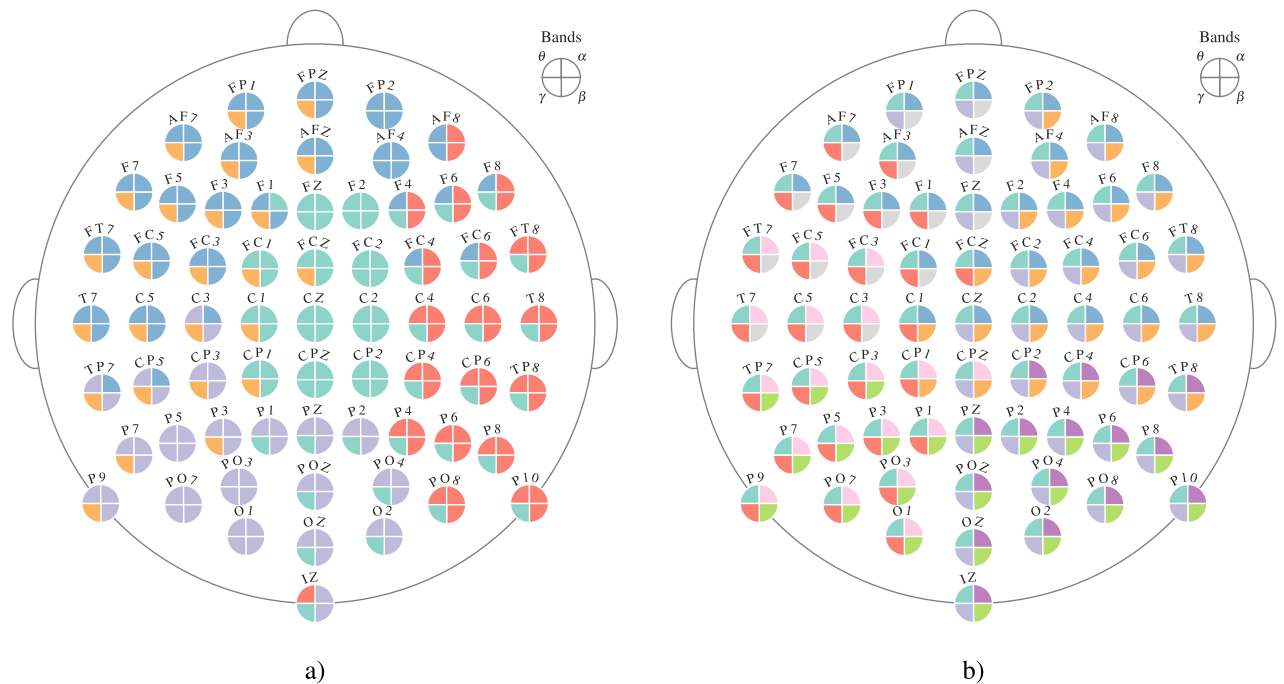 Bands
θ α
γ β
FP1 FPZ FP2
AF7 AF3 AFZ AF4 AF8
F7 F5 F3 F1 FZ F2 F4 F6 F8
FT7 FC5 FC3 FC1 FCZ FC2 FC4 FC6 FT8
T7 C5 C3 C1 CZ C2 C4 C6 T8
TP7 CP5 CP3 CP1 CPZ CP2 CP4 CP6 TP8
P7 P5 P3 P1 PZ P2 P4 P6 P8
P9 PO7 PO3 POZ PO4 PO8 P10
O1 OZ O2
IZ
a)
Bands
θ α
γ β
FP1 FPZ FP2
AF7 AF3 AFZ AF4 AF8
F7 F5 F3 F1 FZ F2 F4 F6 F8
FT7 FC5 FC3 FC1 FCZ FC2 FC4 FC6 FT8
T7 C5 C3 C1 CZ C2 C4 C6 T8
TP7 CP5 CP3 CP1 CPZ CP2 CP4 CP6 TP8
P7 P5 P3 P1 PZ P2 P4 P6 P8
P9 PO7 PO3 POZ PO4 PO8 P10
O1 OZ O2
IZ
b)